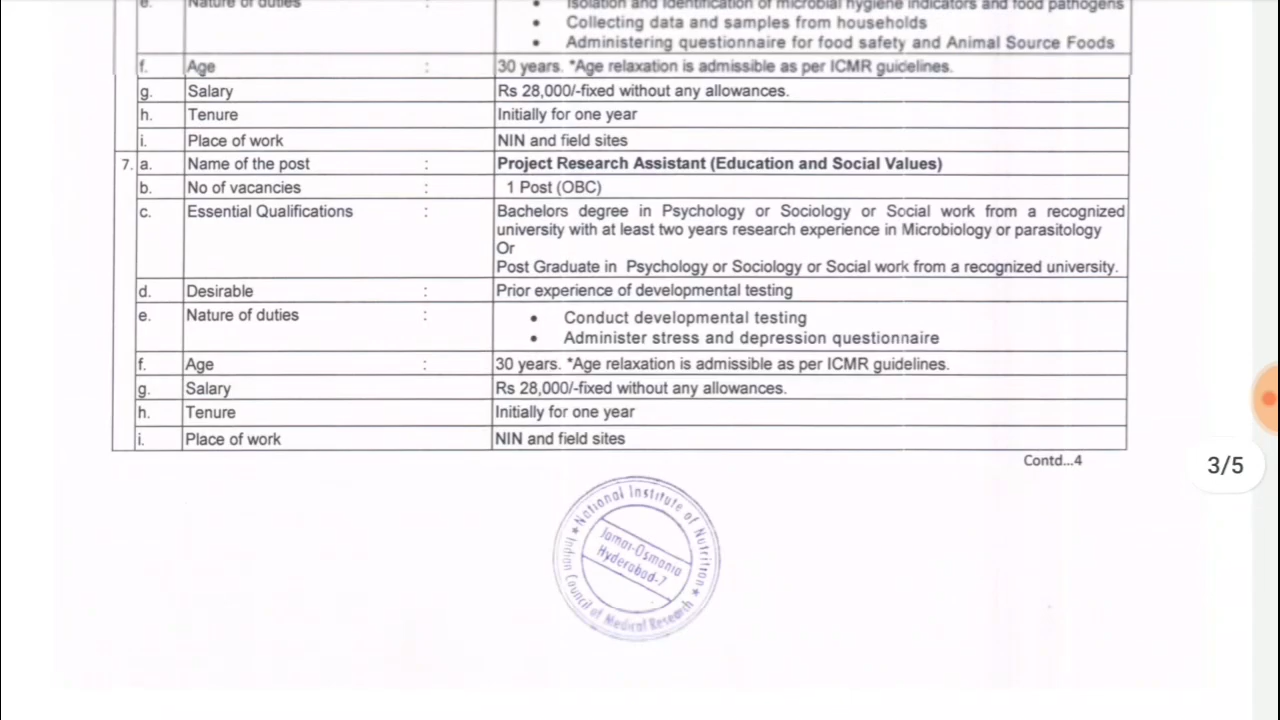 e. Nature of duties : • Isolation and identification of microbial hygiene indicators and food pathogens
• Collecting data and samples from households
• Administering questionnaire for food safety and Animal Source Foods
f. Age : 30 years. *Age relaxation is admissible as per ICMR guidelines.
g. Salary Rs 28,000/-fixed without any allowances.
h. Tenure Initially for one year
i. Place of work NIN and field sites
7. a. Name of the post : Project Research Assistant (Education and Social Values)
b. No of vacancies : 1 Post (OBC)
c. Essential Qualifications : Bachelors degree in Psychology or Sociology or Social work from a recognized
university with at least two years research experience in Microbiology or parasitology
Or
Post Graduate in Psychology or Sociology or Social work from a recognized university.
d. Desirable : Prior experience of developmental testing
e. Nature of duties : • Conduct developmental testing
• Administer stress and depression questionnaire
f. Age : 30 years. *Age relaxation is admissible as per ICMR guidelines.
g. Salary Rs 28,000/-fixed without any allowances.
h. Tenure Initially for one year
i. Place of work NIN and field sites
Contd...4
3/5
National Institute of Nutrition
Jamai-Osmania
Hyderabad-7
Indian Council of Medical Research